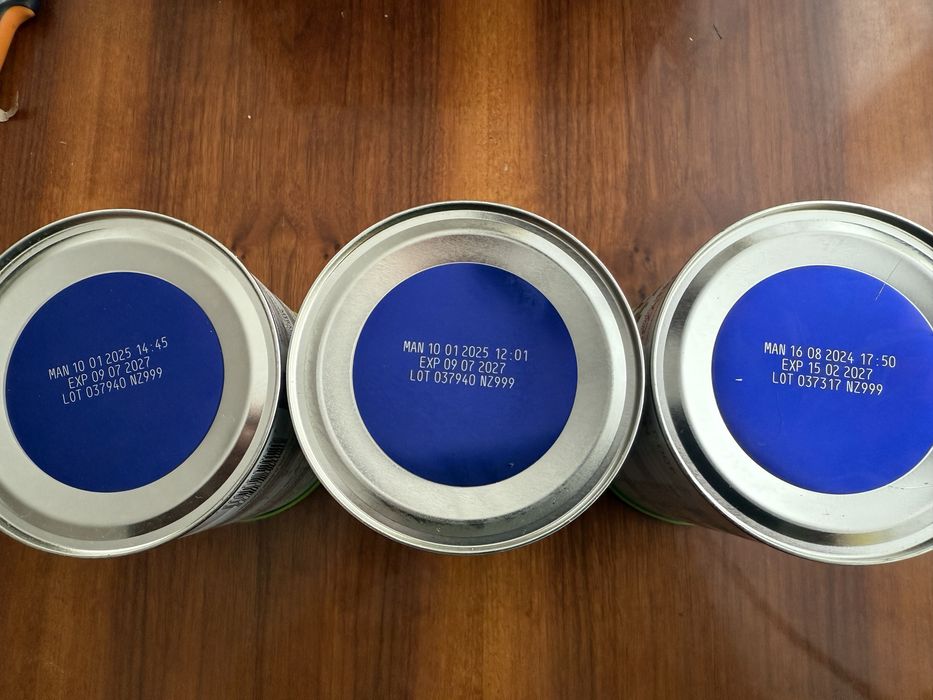 MAN 10 01 2025 14:45
EXP 09 07 2027
LOT 037940 NZ999
MAN 10 01 2025 12:01
EXP 09 07 2027
LOT 037940 NZ999
MAN 16 08 2024 17:50
EXP 15 02 2027
LOT 037317 NZ999